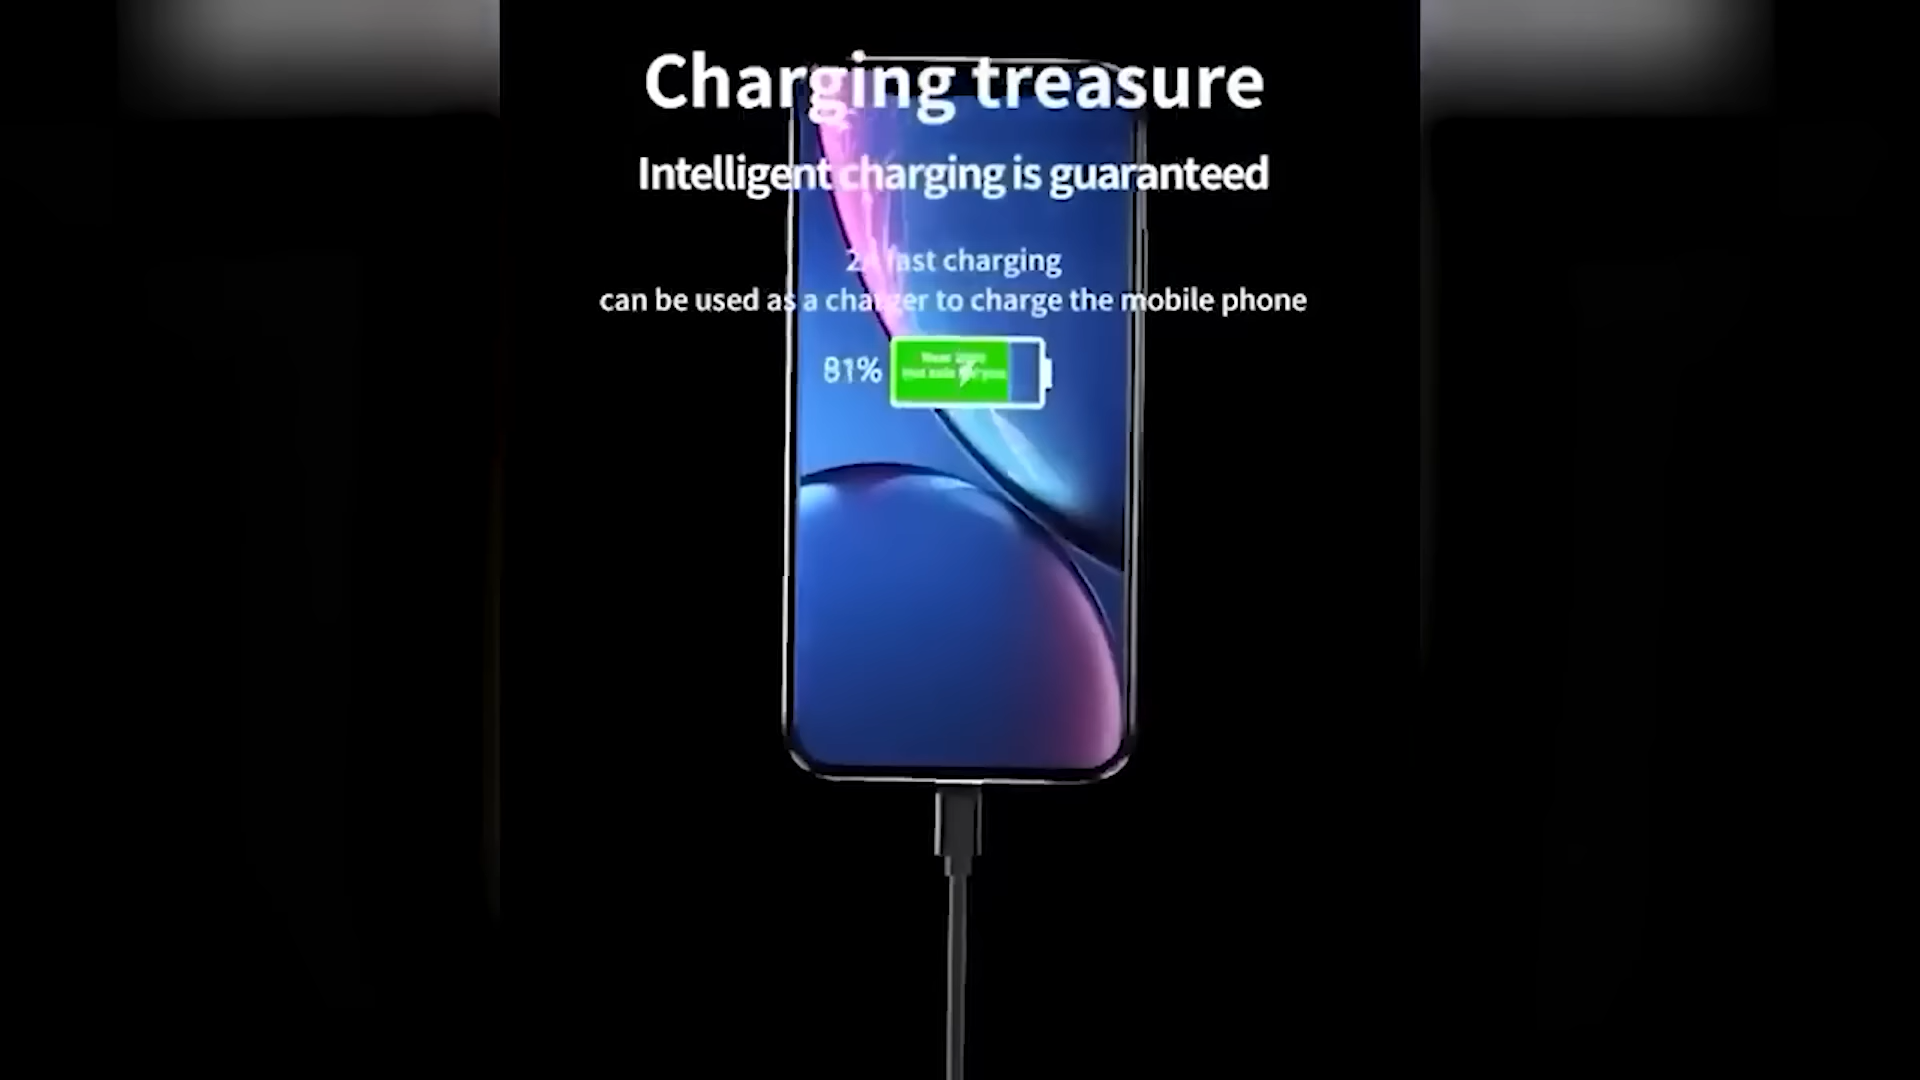 Charging treasure
Intelligent charging is guaranteed
2A fast charging
can be used as a charger to charge the mobile phone
81%